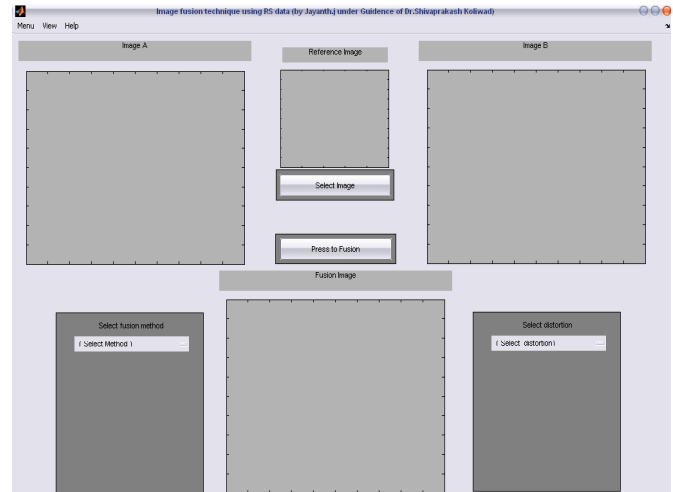 Image fusion technique using RS data (by Jayanth.j under Guidence of Dr.Shivaprakash Koliwad)
Menu View Help
Image A
Reference Image
Image B
Select Image
Press to Fusion
Fusion Image
Select fusion method
( Select Method )
Select distortion
( Select distortion)